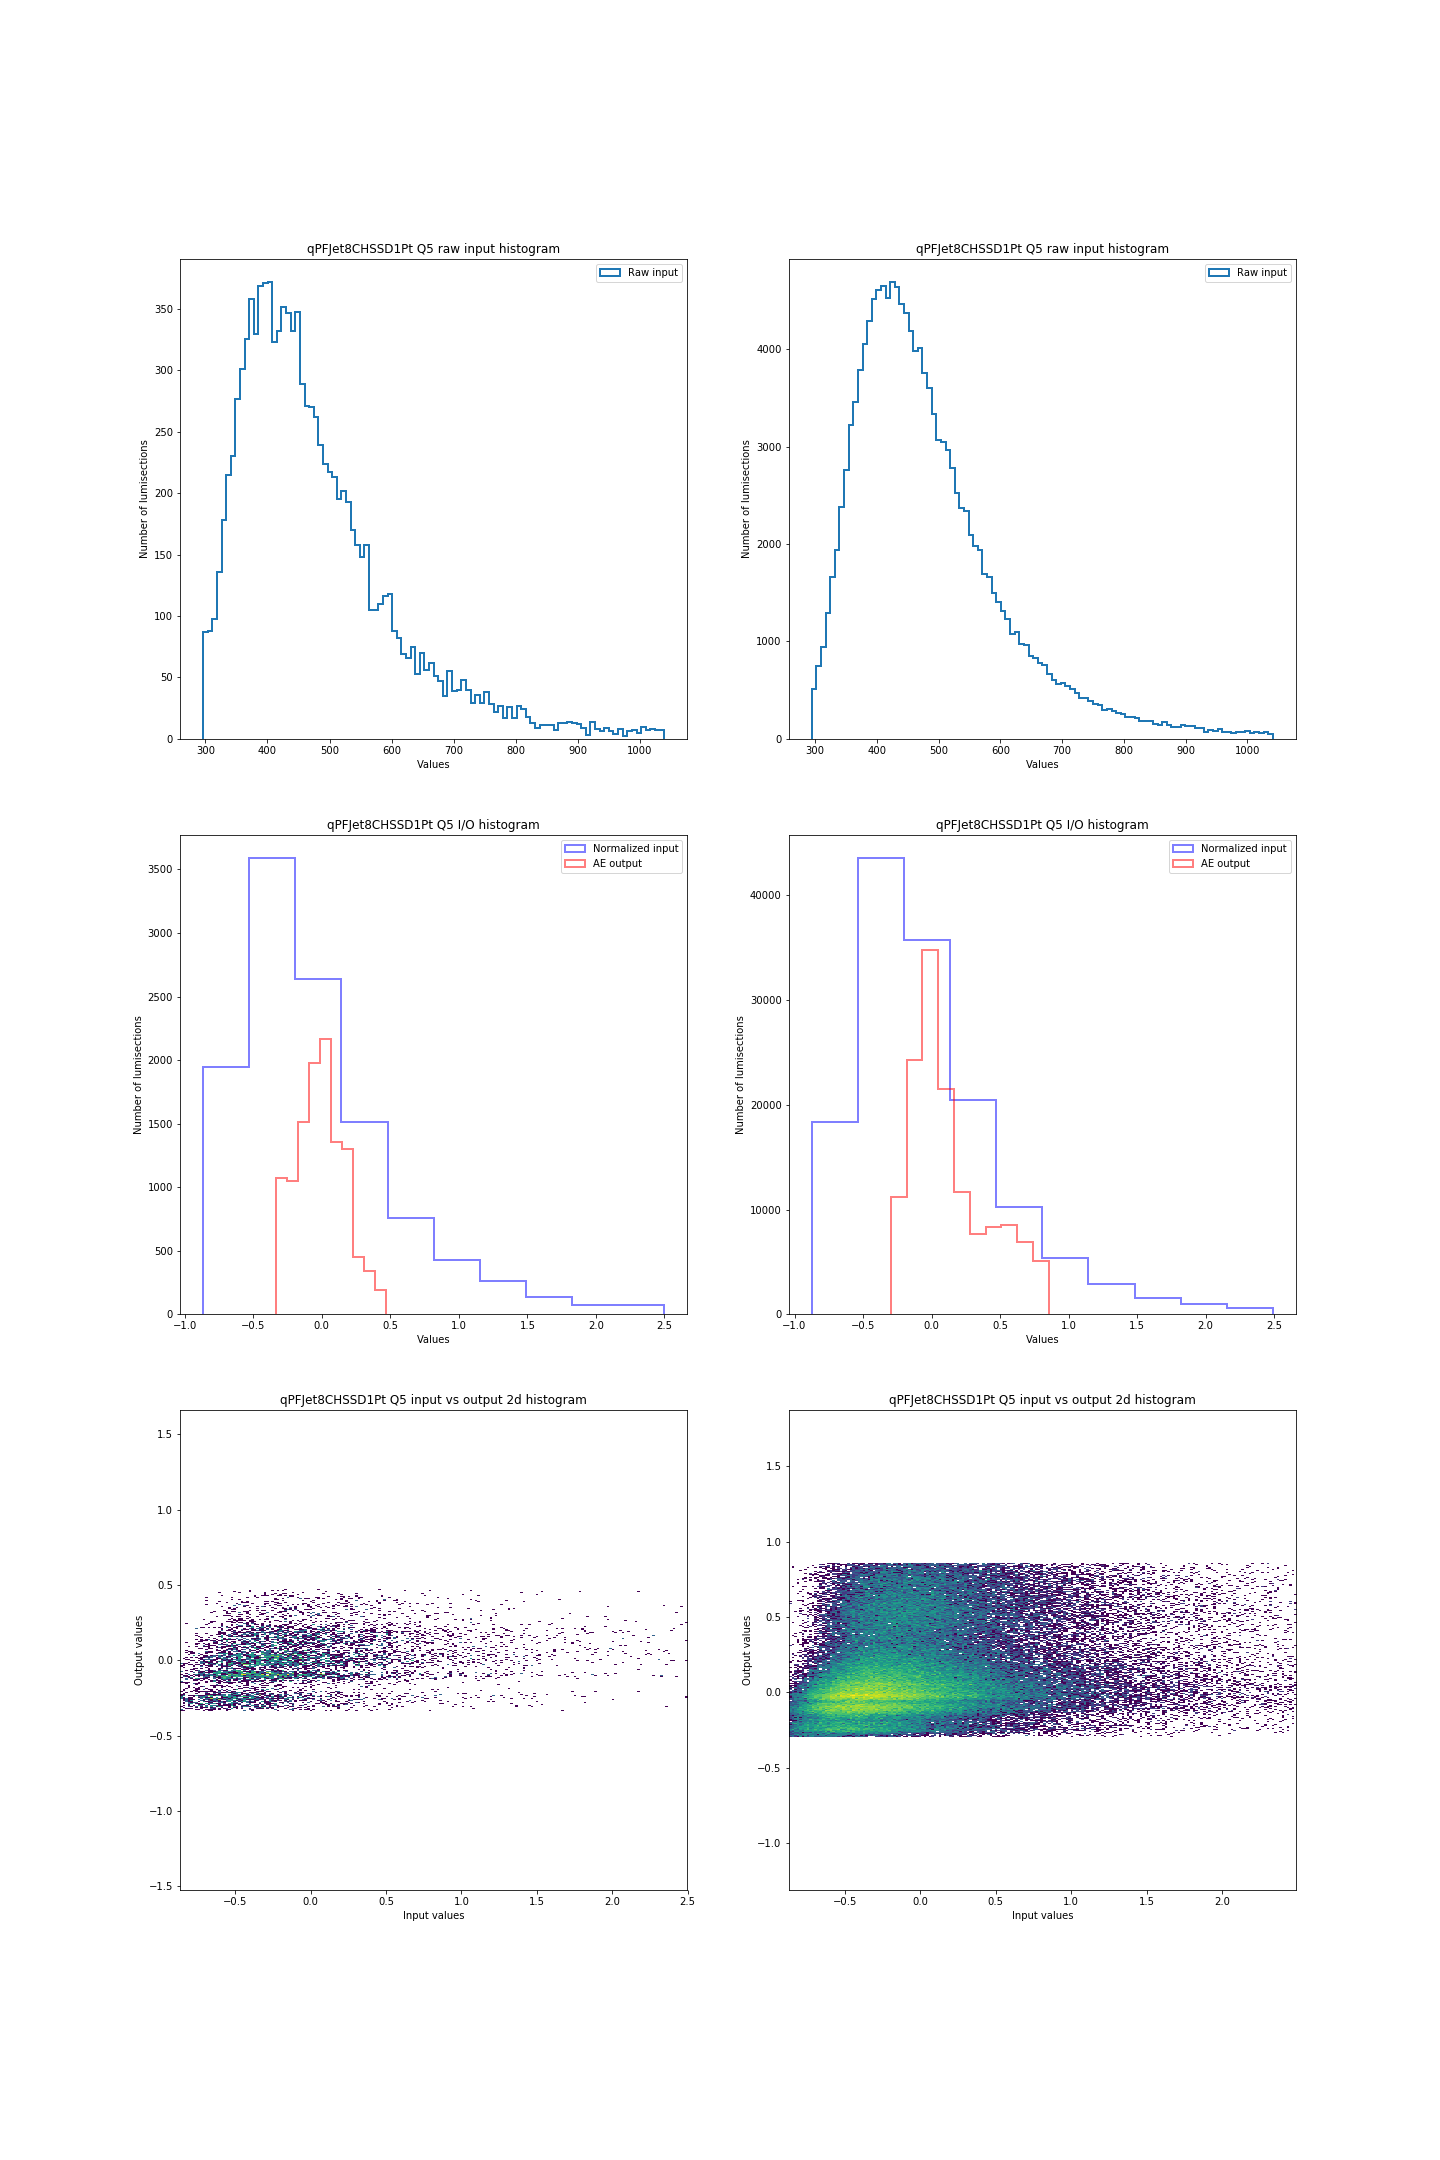 qPFJet8CHSSD1Pt Q5 raw input histogram
Raw input
350
300
250
200
150
100
50
0
Number of lumisections
300 400 500 600 700 800 900 1000
Values
qPFJet8CHSSD1Pt Q5 raw input histogram
Raw input
4000
3000
2000
1000
0
Number of lumisections
300 400 500 600 700 800 900 1000
Values
qPFJet8CHSSD1Pt Q5 I/O histogram
Normalized input
AE output
3500
3000
2500
2000
1500
1000
500
0
Number of lumisections
−1.0 −0.5 0.0 0.5 1.0 1.5 2.0 2.5
Values
qPFJet8CHSSD1Pt Q5 I/O histogram
Normalized input
AE output
40000
30000
20000
10000
0
Number of lumisections
−1.0 −0.5 0.0 0.5 1.0 1.5 2.0 2.5
Values
qPFJet8CHSSD1Pt Q5 input vs output 2d histogram
1.5
1.0
0.5
0.0
−0.5
−1.0
−1.5
Output values
−0.5 0.0 0.5 1.0 1.5 2.0 2.5
Input values
qPFJet8CHSSD1Pt Q5 input vs output 2d histogram
1.5
1.0
0.5
0.0
−0.5
−1.0
Output values
−0.5 0.0 0.5 1.0 1.5 2.0
Input values